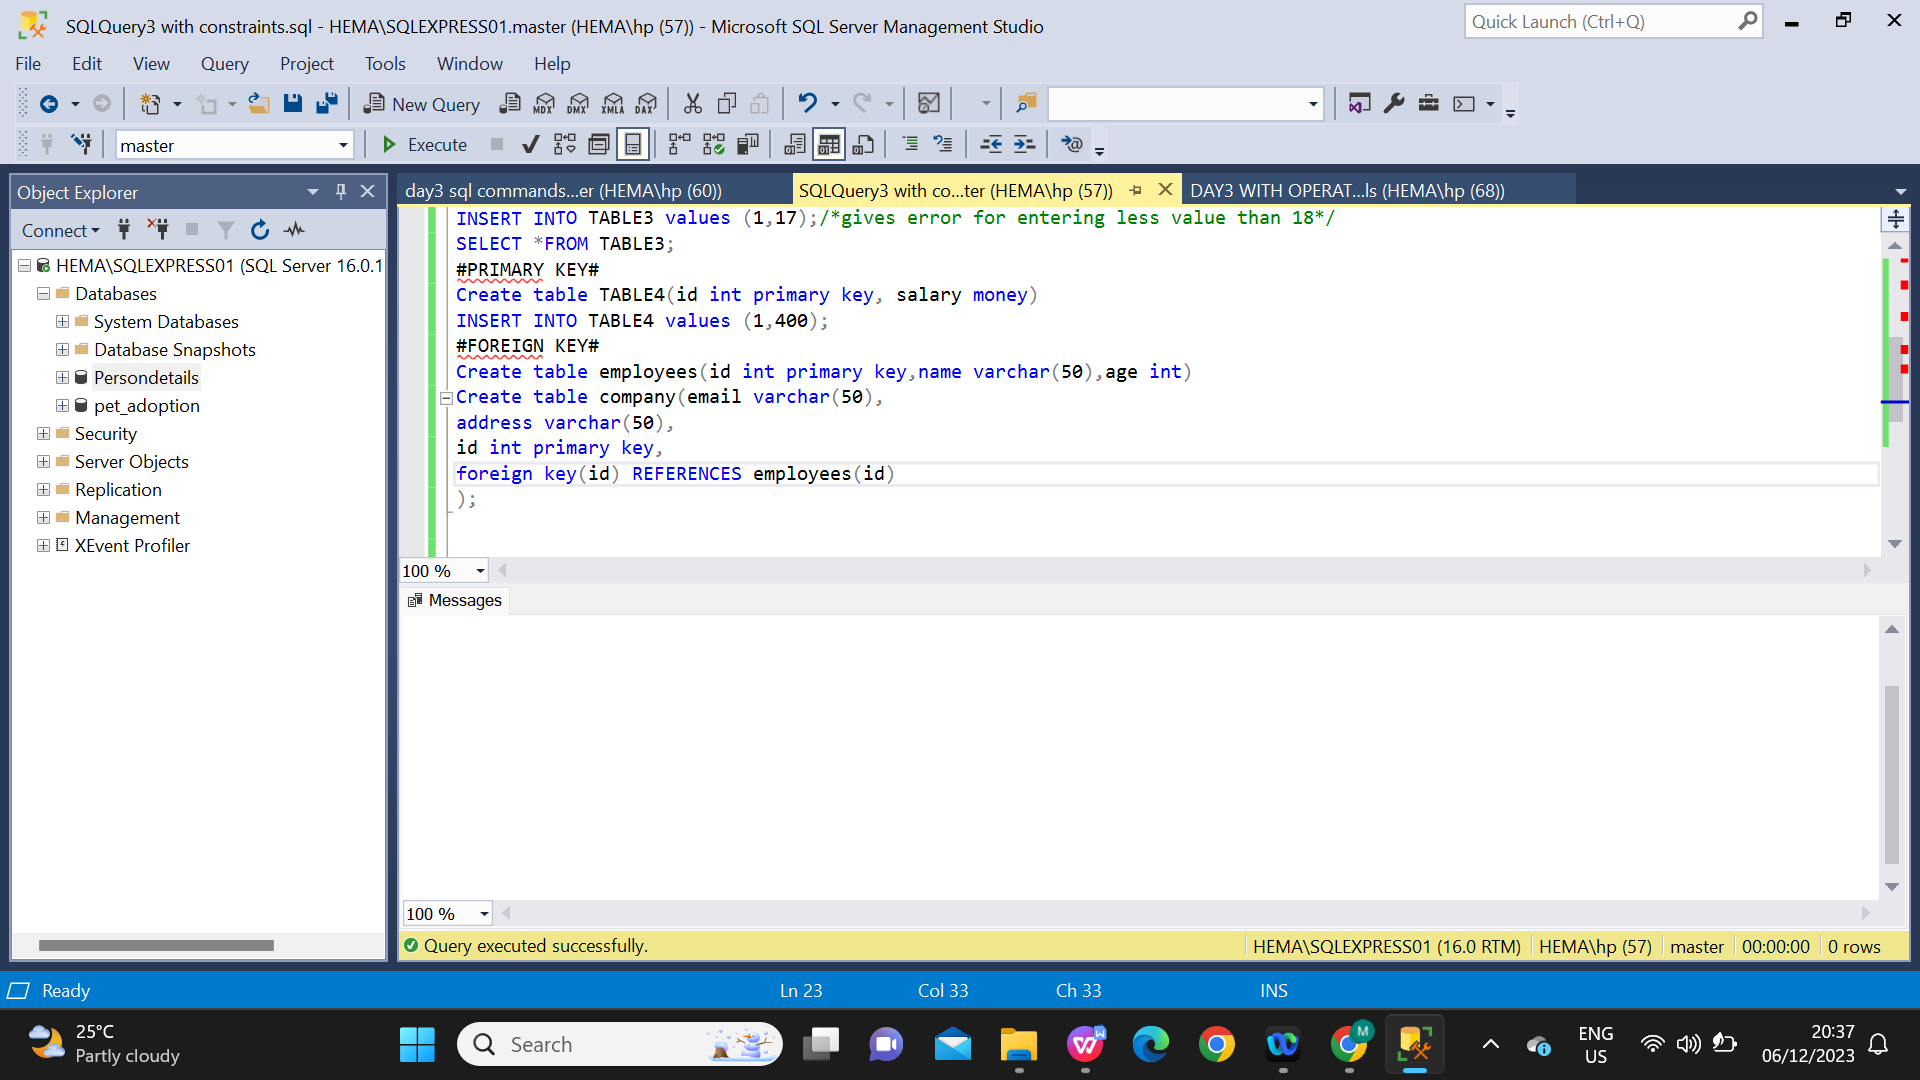 SQLQuery3 with constraints.sql - HEMA\SQLEXPRESS01.master (HEMA\hp (57)) - Microsoft SQL Server Management Studio
Quick Launch (Ctrl+Q)
File Edit View Query Project Tools Window Help
New Query MDX DMX XMLA DAX
master Execute
Object Explorer
day3 sql commands...er (HEMA\hp (60)) SQLQuery3 with co...ter (HEMA\hp (57)) DAY3 WITH OPERAT...ls (HEMA\hp (68))
Connect
HEMA\SQLEXPRESS01 (SQL Server 16.0.1
Databases
System Databases
Database Snapshots
Persondetails
pet_adoption
Security
Server Objects
Replication
Management
XEvent Profiler
INSERT INTO TABLE3 values (1,17);/*gives error for entering less value than 18*/
SELECT *FROM TABLE3;
#PRIMARY KEY#
Create table TABLE4(id int primary key, salary money)
INSERT INTO TABLE4 values (1,400);
#FOREIGN KEY#
Create table employees(id int primary key,name varchar(50),age int)
Create table company(email varchar(50),
address varchar(50),
id int primary key,
foreign key(id) REFERENCES employees(id)
);
100 %
Messages
100 %
Query executed successfully. HEMA\SQLEXPRESS01 (16.0 RTM) HEMA\hp (57) master 00:00:00 0 rows
Ready Ln 23 Col 33 Ch 33 INS
25°C
Partly cloudy
Search
M
ENG
US
20:37
06/12/2023